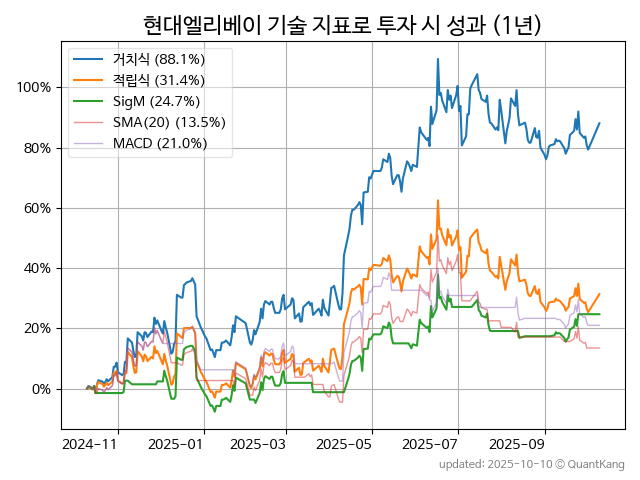 현대엘리베이 기술 지표로 투자 시 성과 (1년)
거치식 (88.1%)
적립식 (31.4%)
SigM (24.7%)
SMA(20) (13.5%)
MACD (21.0%)
100%
80%
60%
40%
20%
0%
2024-11 2025-01 2025-03 2025-05 2025-07 2025-09
updated: 2025-10-10 © QuantKang